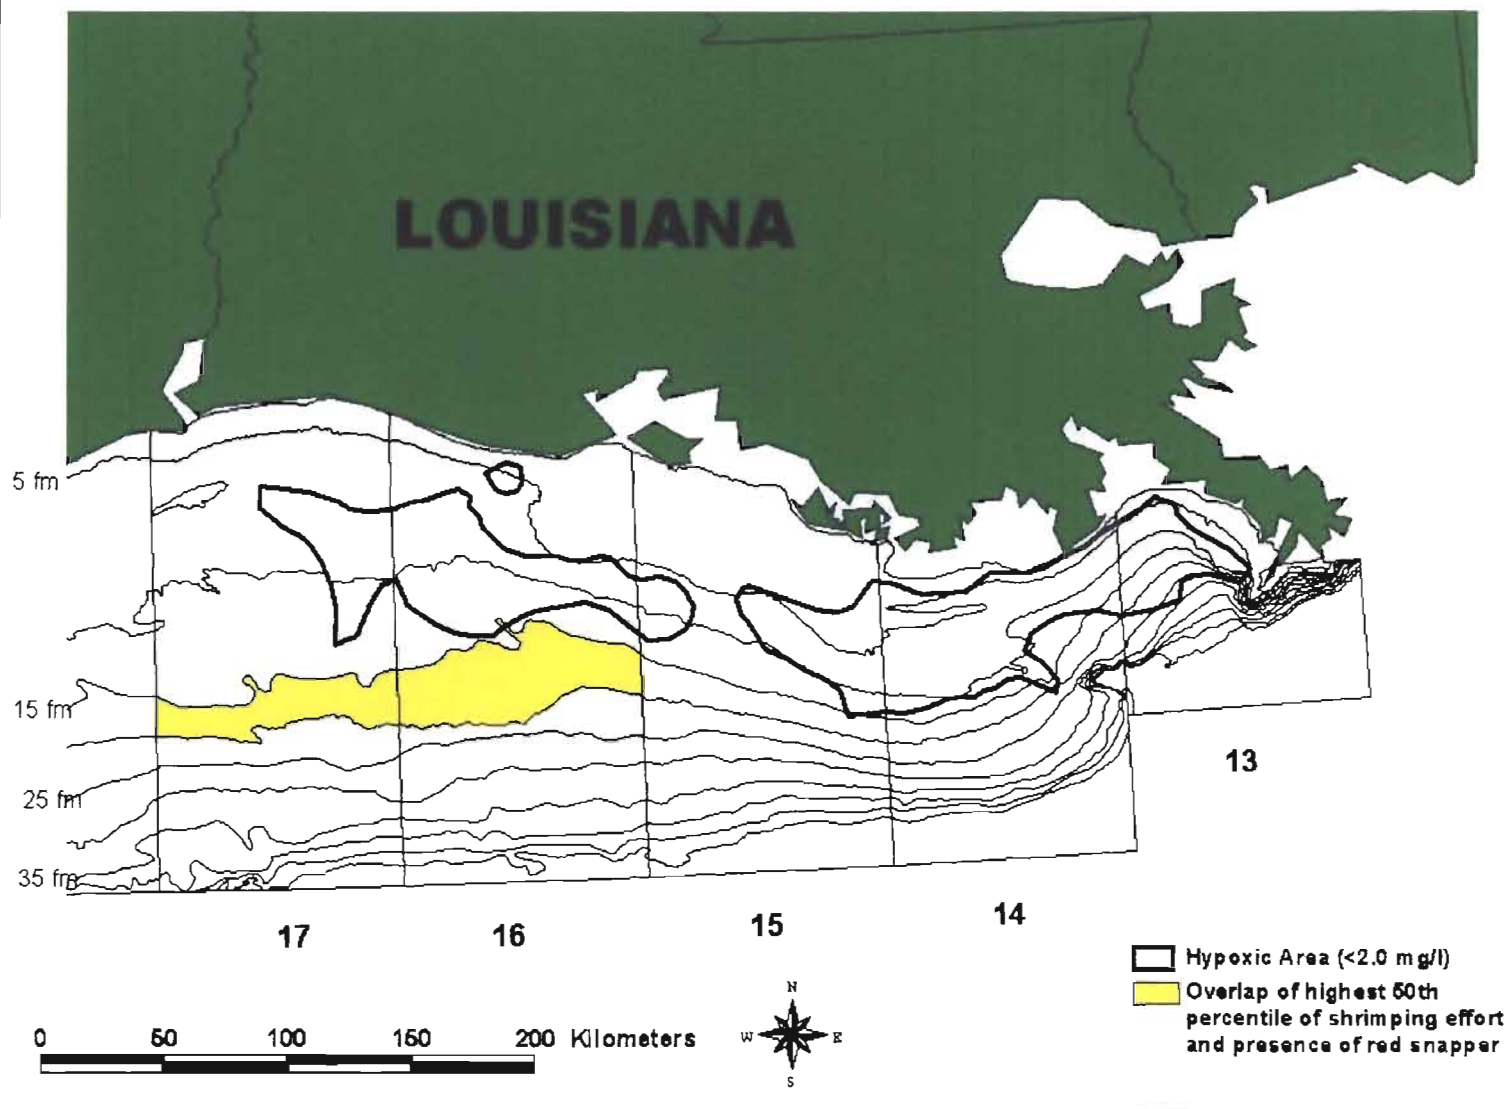 LOUISIANA
5 fm
15 fm
25 fm
35 fm
13
17
16
15
14
Hypoxic Area (<2.0 mg/l)
Overlap of highest 50th
percentile of shrimping effort
and presence of red snapper
N
W
E
S
0 50 100 150 200 Kilometers